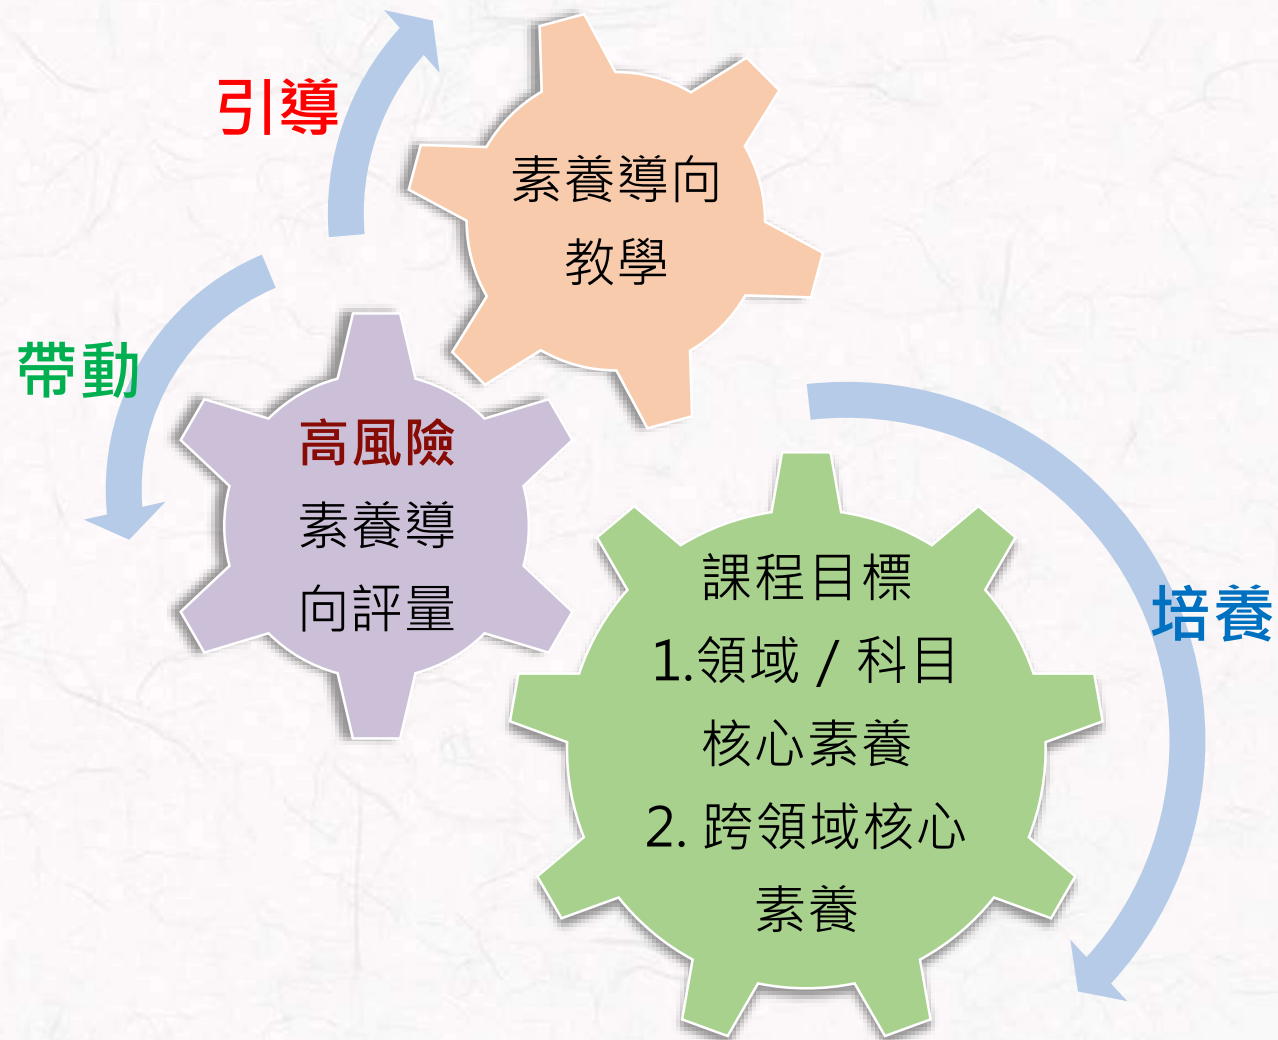 引導
素養導向
教學
帶動
高風險
素養導
向評量
培養
課程目標
1.領域 / 科目
核心素養
2. 跨領域核心
素養